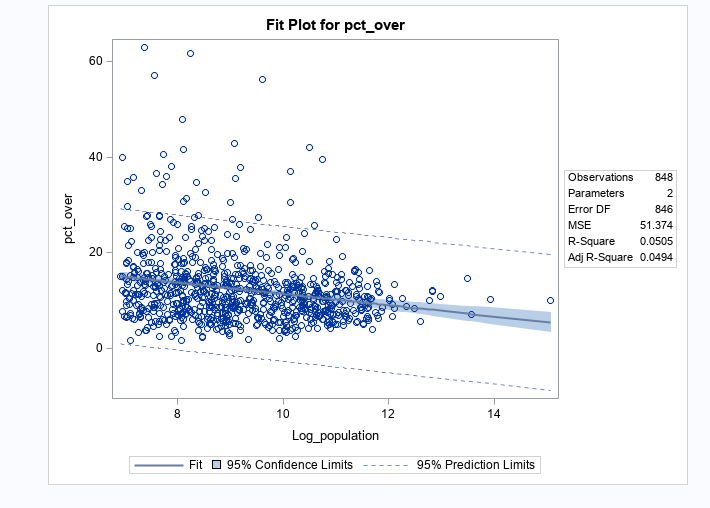 Fit Plot for pct_over
60
40
20
0
pct_over
8 10 12 14
Log_population
Observations 848
Parameters 2
Error DF 846
MSE 51.374
R-Square 0.0505
Adj R-Square 0.0494
Fit 95% Confidence Limits 95% Prediction Limits